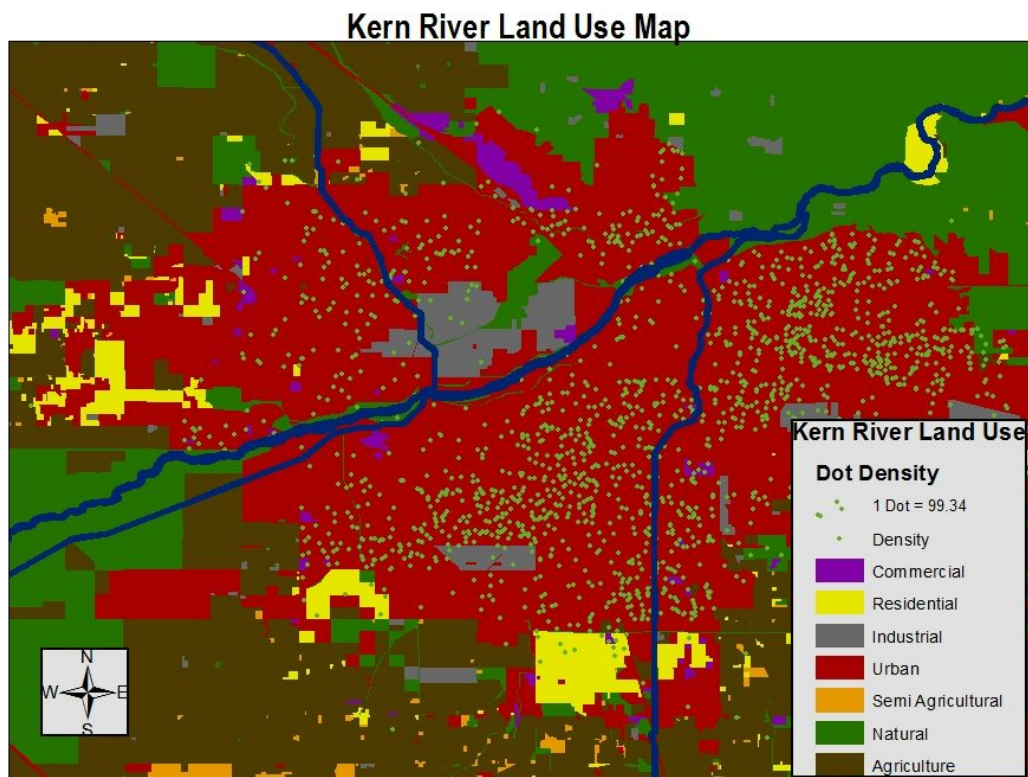 Kern River Land Use Map
N
W E
S
Kern River Land Use
Dot Density
1 Dot = 99.34
Density
Commercial
Residential
Industrial
Urban
Semi Agricultural
Natural
Agriculture